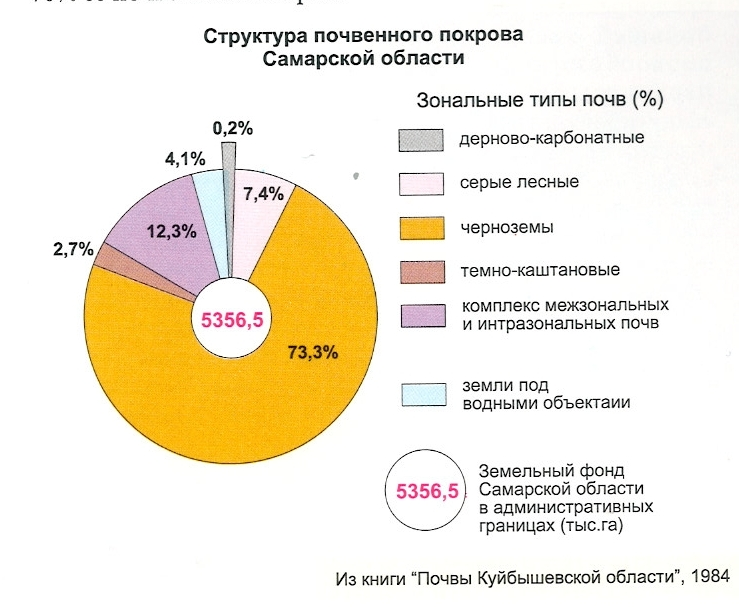 Структура почвенного покрова
Самарской области
Зональные типы почв (%)
0,2%
4,1%
7,4%
12,3%
2,7%
5356,5
73,3%
дерново-карбонатные
серые лесные
черноземы
темно-каштановые
комплекс межзональных
и интразональных почв
земли под
водными объектаии
5356,5
Земельный фонд
Самарской области
в административных
границах (тыс.га)
Из книги “Почвы Куйбышевской области”, 1984